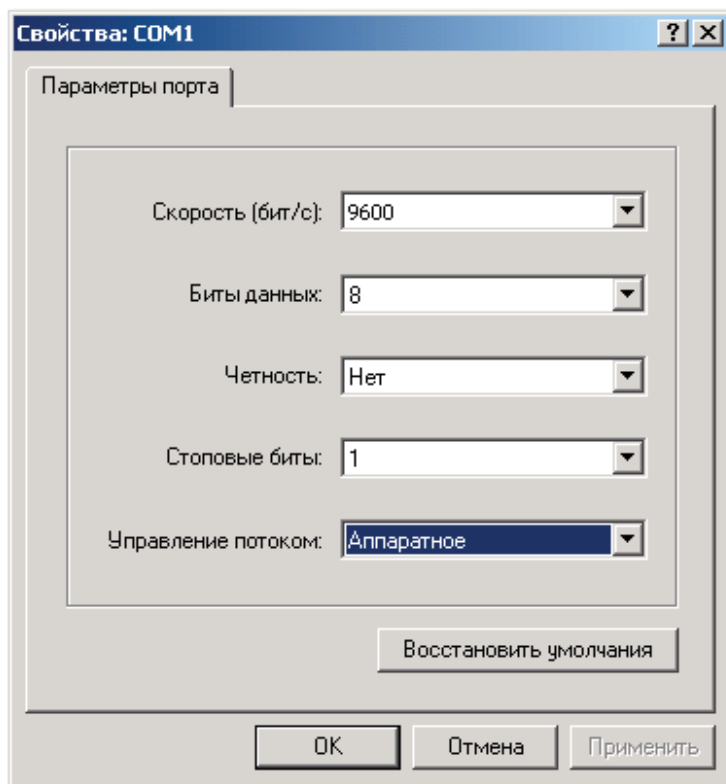 Свойства: COM1
Параметры порта
Скорость (бит/с): 9600
Биты данных: 8
Четность: Нет
Стоповые биты: 1
Управление потоком: Аппаратное
Восстановить умолчания
OK Отмена Применить